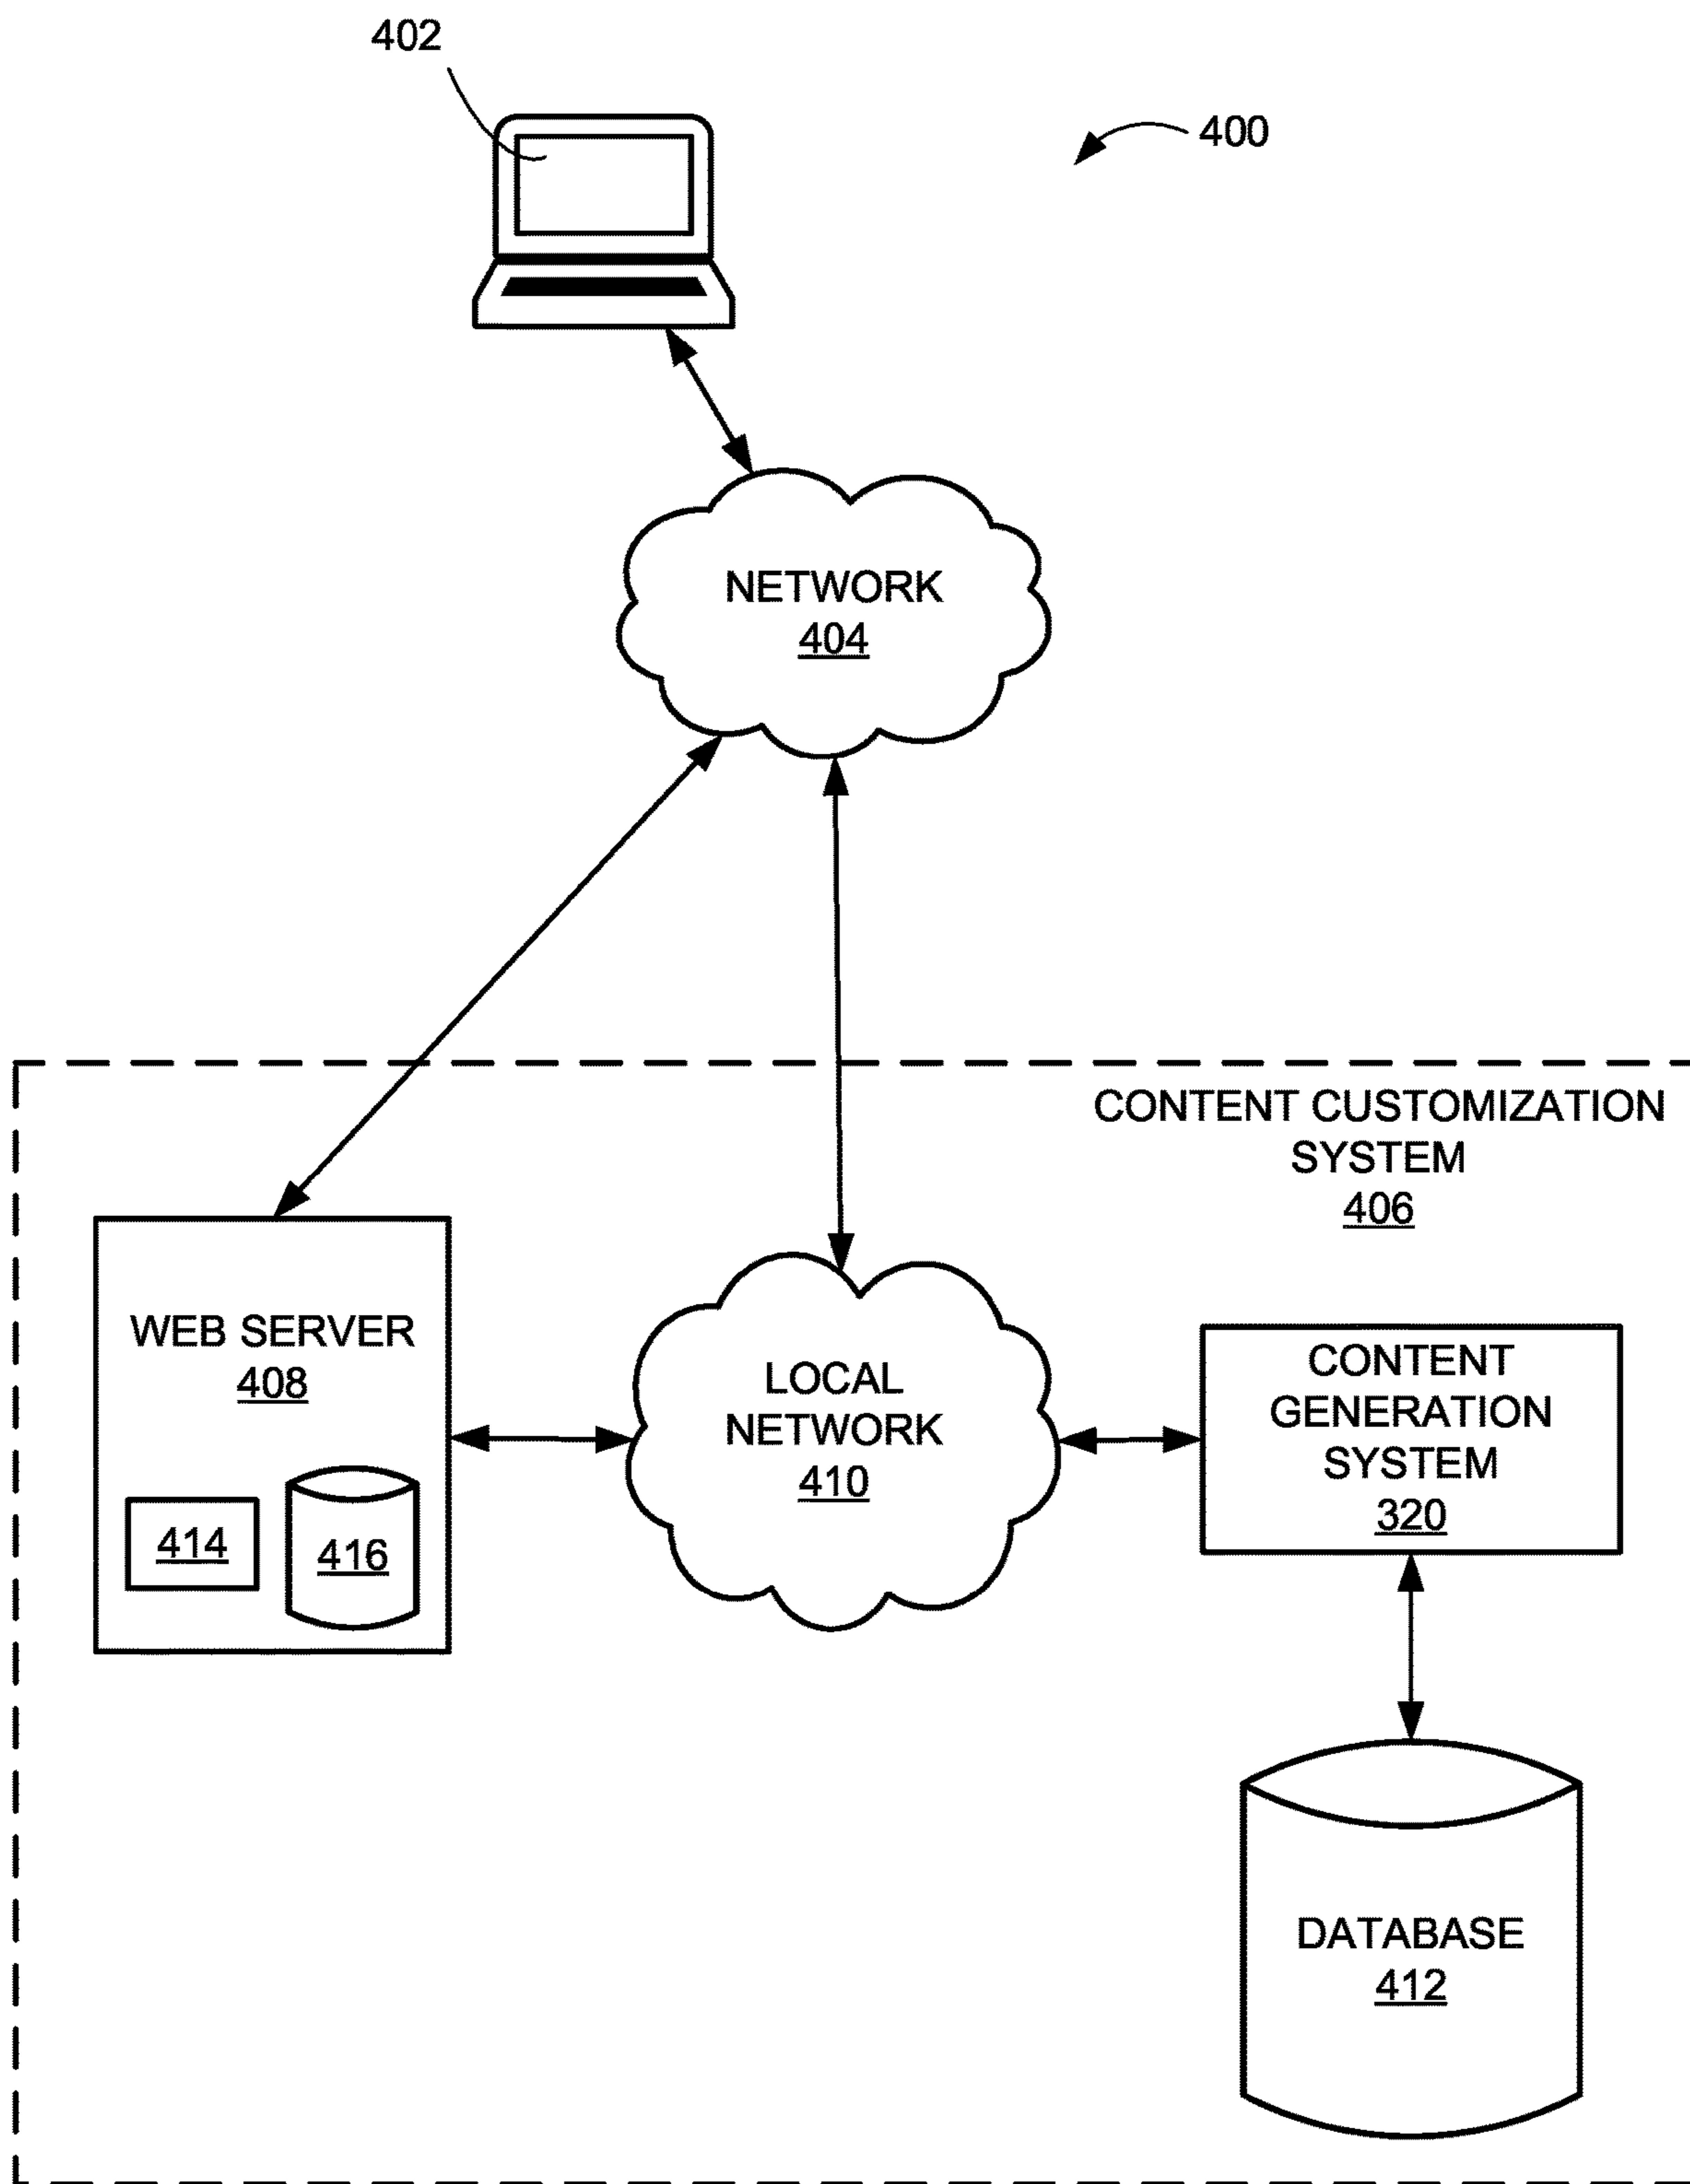 402
400
NETWORK
404
CONTENT CUSTOMIZATION
SYSTEM
406
WEB SERVER
408
LOCAL
NETWORK
410
CONTENT
GENERATION
SYSTEM
320
414
416
DATABASE
412